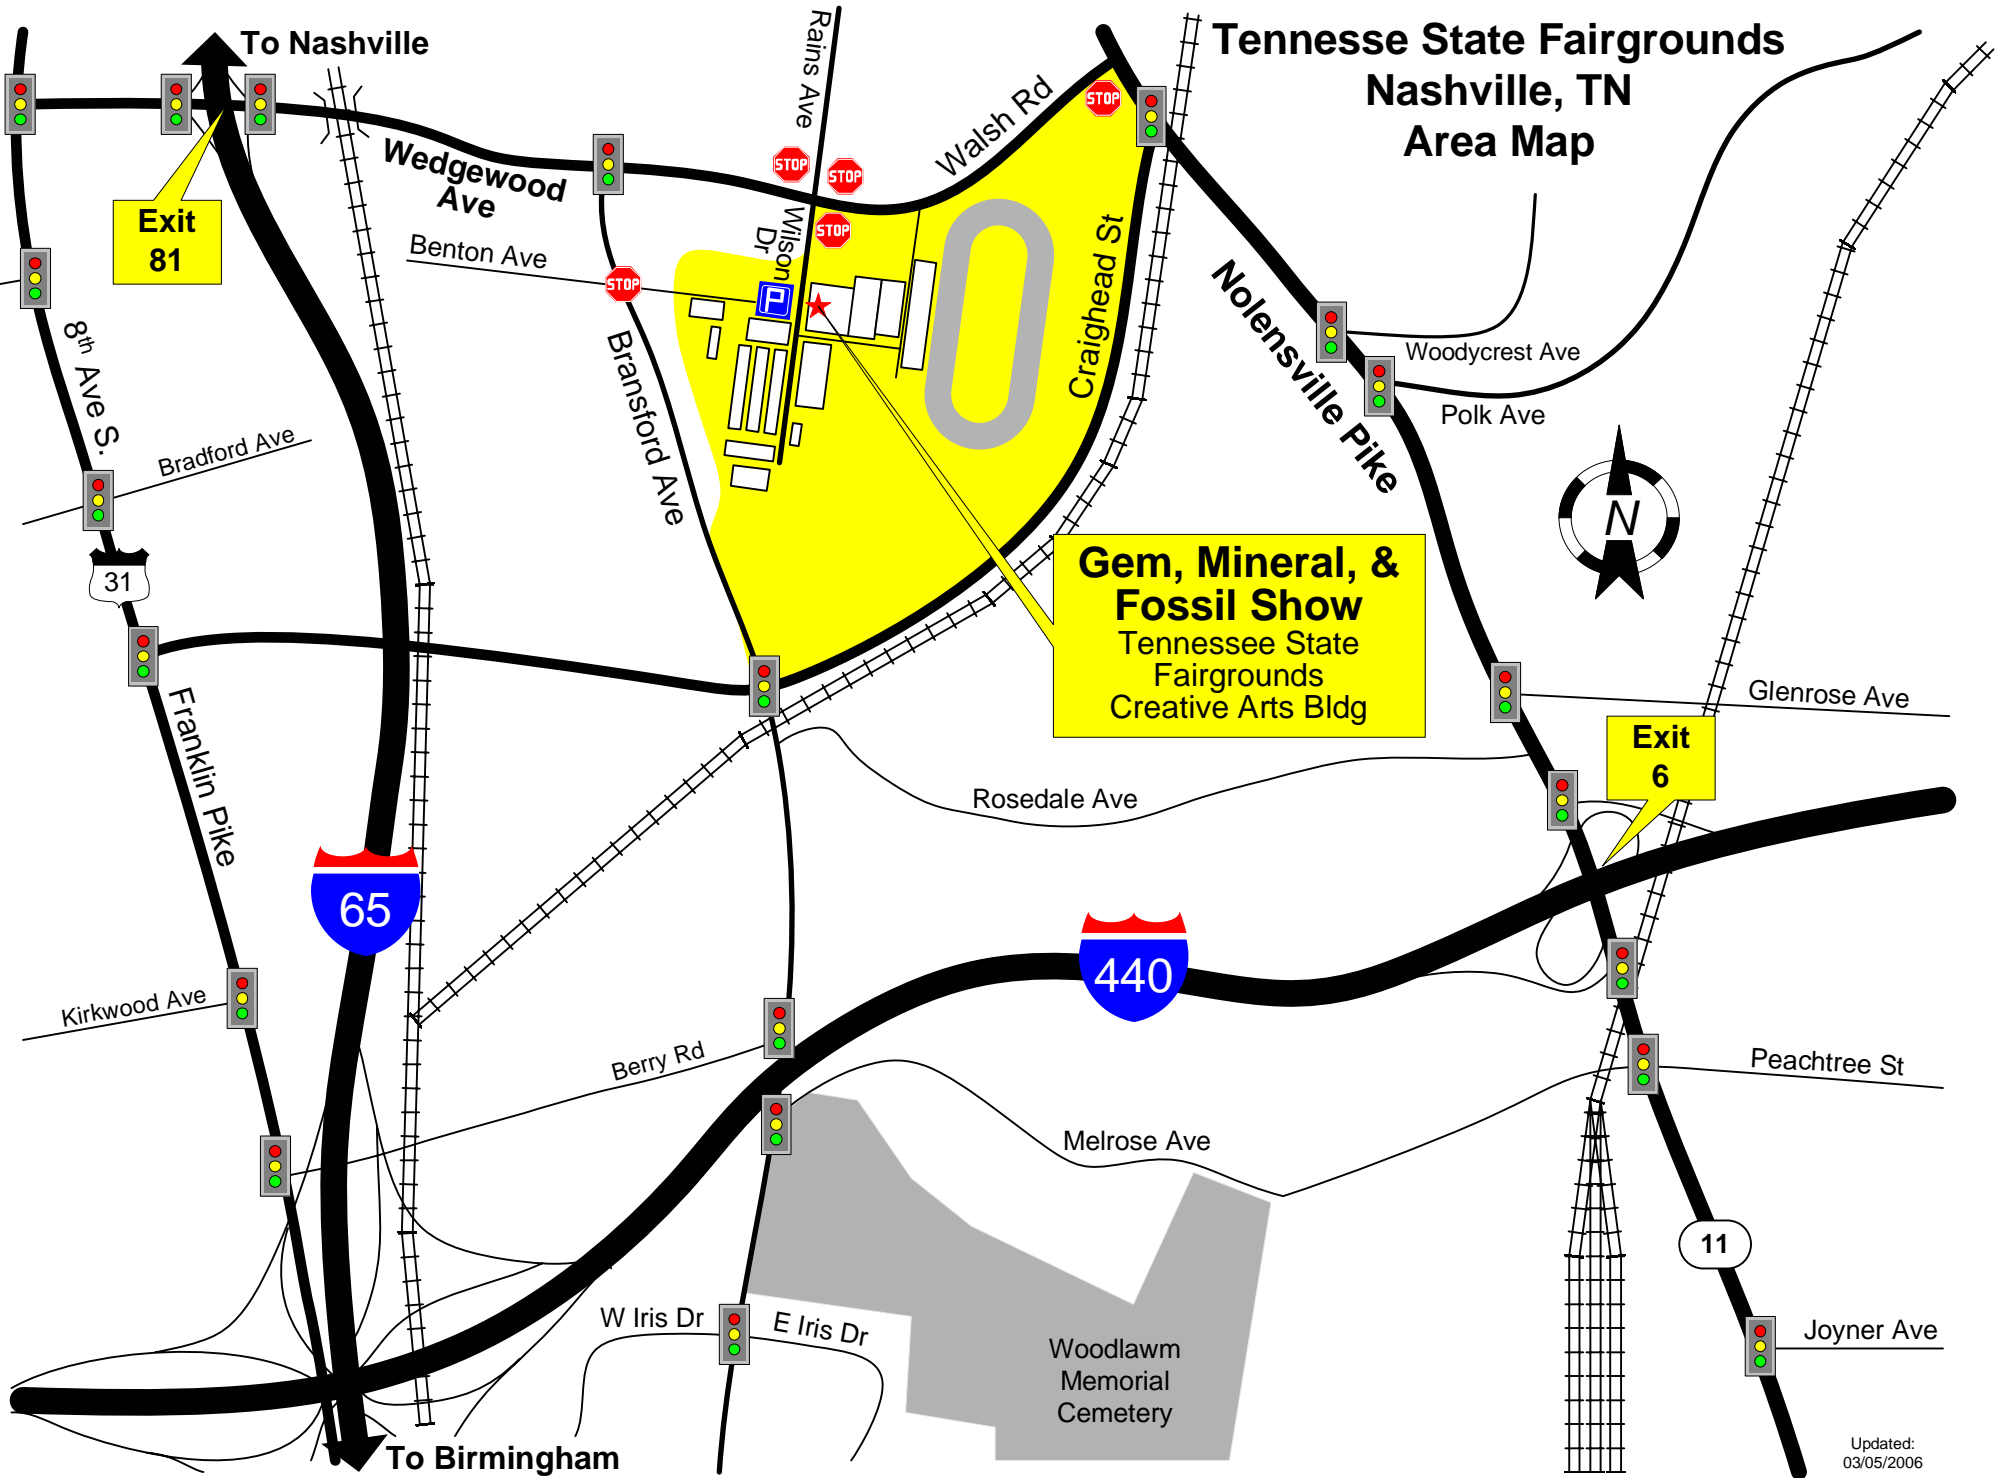 To Nashville
Tennesse State Fairgrounds
Nashville, TN
Area Map
Rains Ave
Walsh Rd
STOP
Wedgewood
Ave
STOP
STOP
STOP
Exit
81
Benton Ave
Wilson
Dr
STOP
P
Craighead St
Nolensville Pike
Woodycrest Ave
Polk Ave
8th Ave S.
Bradford Ave
Bransford Ave
N
31
Gem, Mineral, &
Fossil Show
Tennessee State
Fairgrounds
Creative Arts Bldg
Glenrose Ave
Exit
6
Franklin Pike
Rosedale Ave
65
440
Kirkwood Ave
Berry Rd
Peachtree St
Melrose Ave
11
W Iris Dr
E Iris Dr
Joyner Ave
Woodlawm
Memorial
Cemetery
To Birmingham
Updated:
03/05/2006